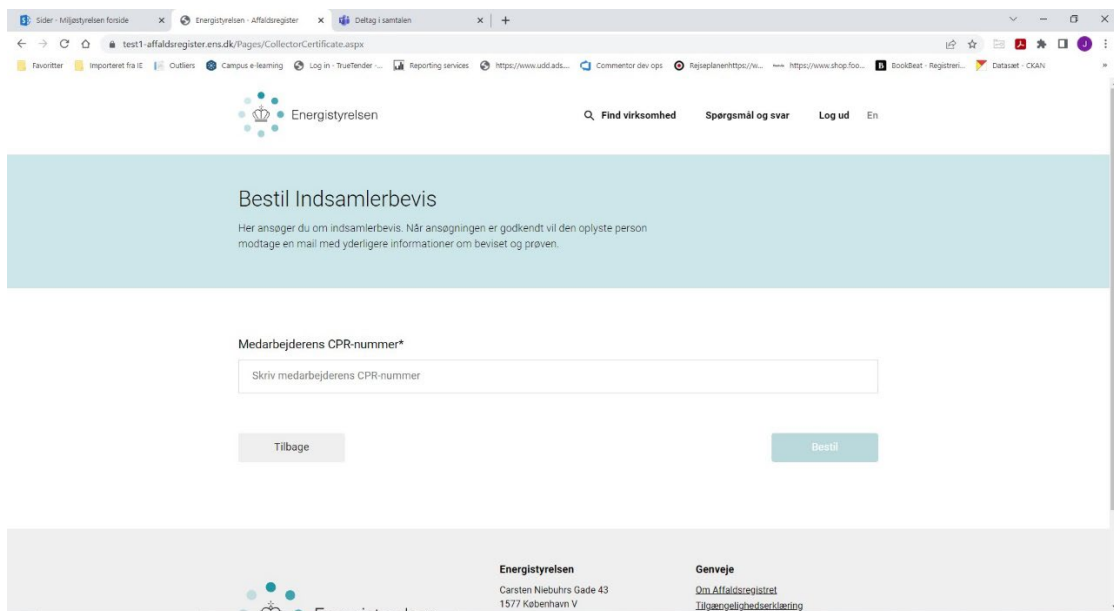 Sider - Miljøstyrelsen forside
Energistyrelsen - Affaldsregister
Deltag i samtalen
test1-affaldsregister.ens.dk/Pages/CollectorCertificate.aspx
J
Favoritter
Importeret fra IE
Outliers
Campus e-learning
Log in - TrueTender -...
Reporting services
https://www.udd.ads...
Commentor dev ops
Rejseplanenhttps://w...
https://www.shop.foo...
BookBeat - Registreri...
Datasæt - CKAN
»
Energistyrelsen
Find virksomhed
Spørgsmål og svar
Log ud
En
Bestil Indsamlerbevis
Her ansøger du om indsamlerbevis. Når ansøgningen er godkendt vil den oplyste person
modtage en mail med yderligere informationer om beviset og prøven.
Medarbejderens CPR-nummer*
Skriv medarbejderens CPR-nummer
Tilbage
Bestil
Energistyrelsen
Carsten Niebuhrs Gade 43
1577 København V
Genveje
Om Affaldsregistret
Tilgængelighedserklæring